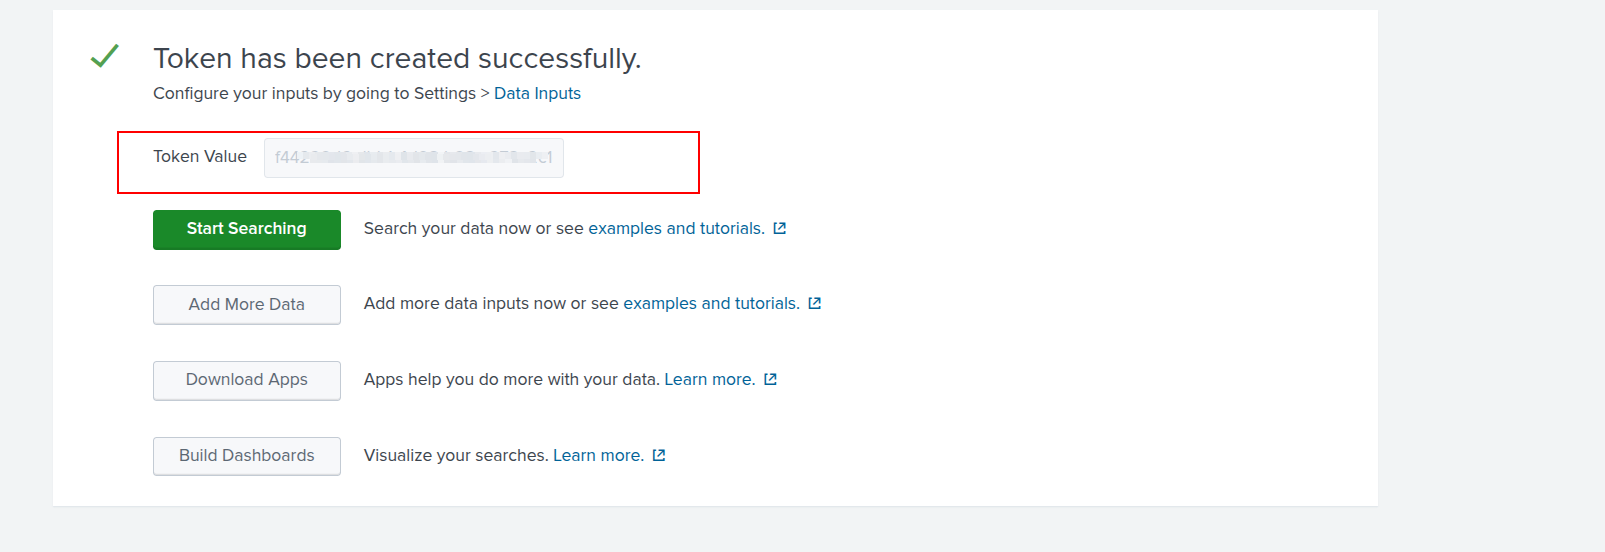 Token has been created successfully.
Configure your inputs by going to Settings > Data Inputs
Token Value
Start Searching
Search your data now or see examples and tutorials.
Add More Data
Add more data inputs now or see examples and tutorials.
Download Apps
Apps help you do more with your data. Learn more.
Build Dashboards
Visualize your searches. Learn more.